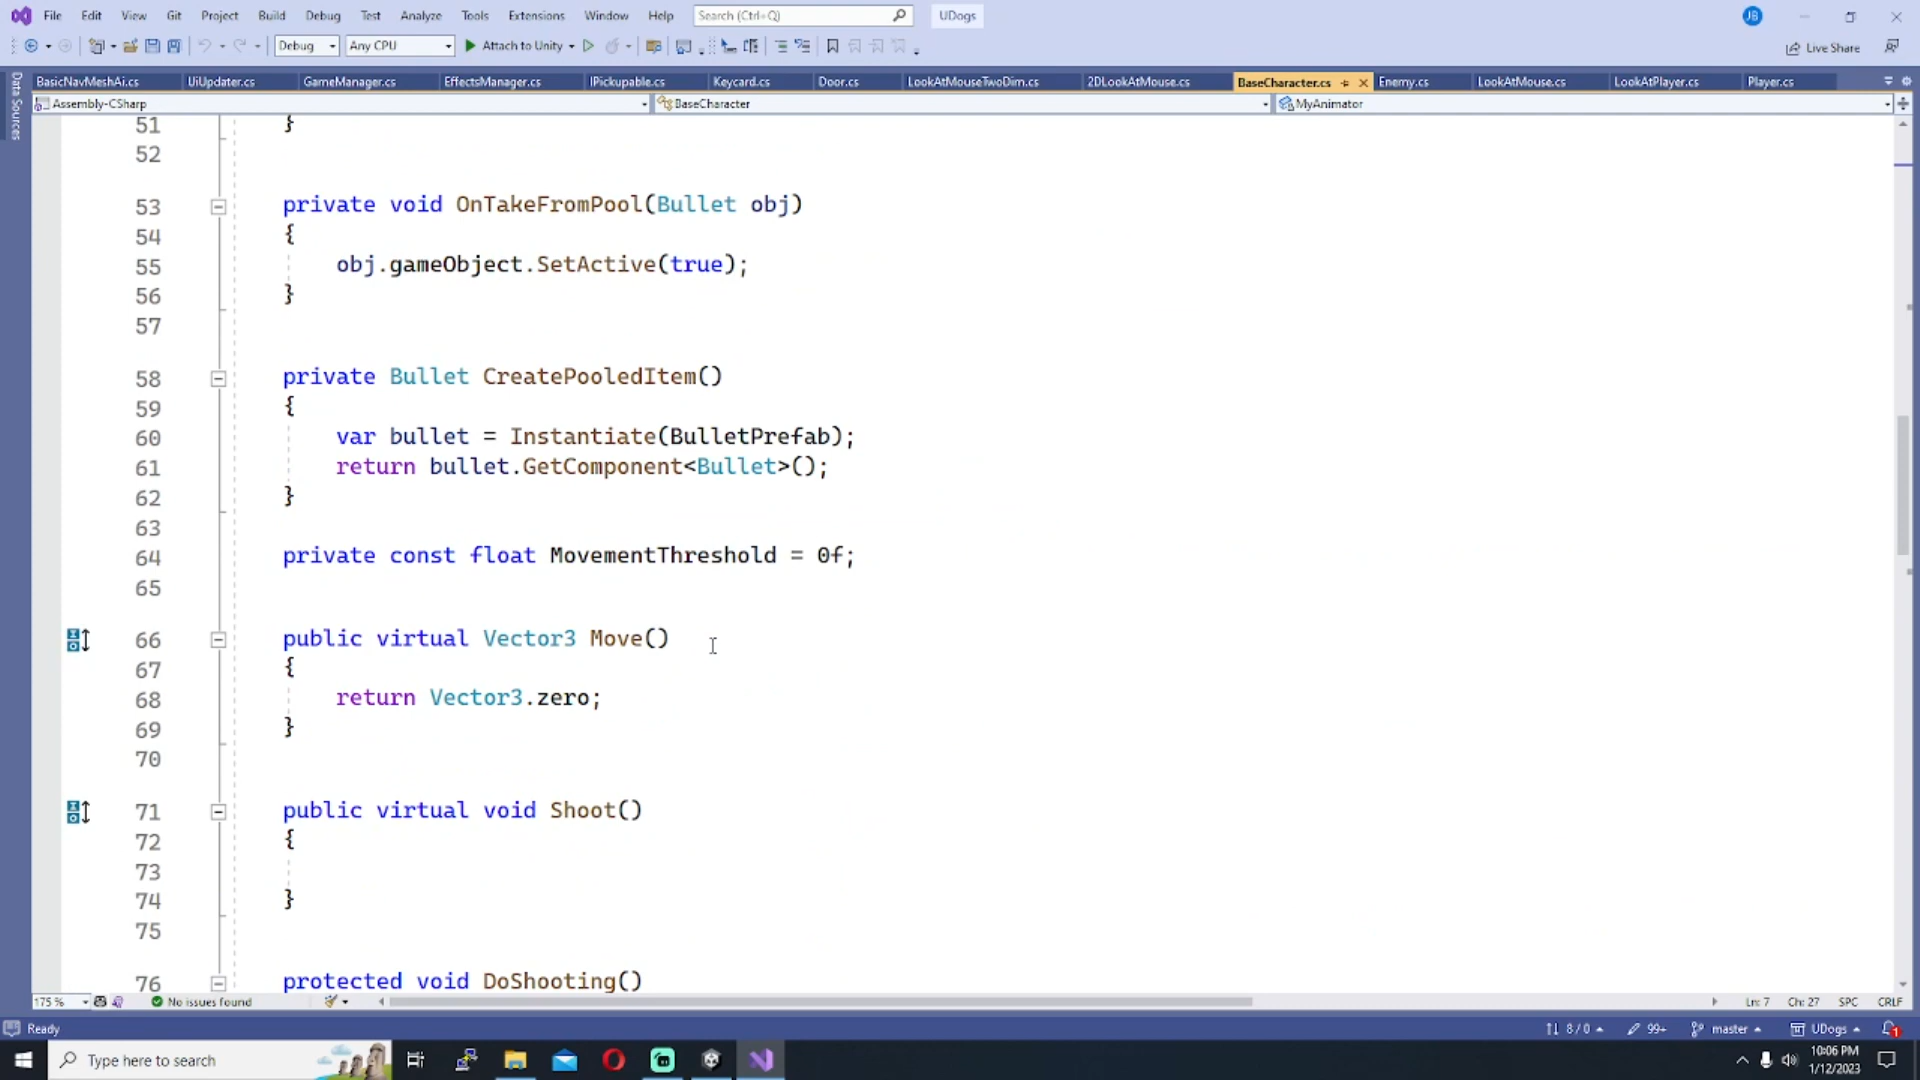 File Edit View Git Project Build Debug Test Analyze Tools Extensions Window Help Search (Ctrl+Q) UDogs JB
Debug Any CPU Attach to Unity Live Share
Data Sources
BasicNavMeshAi.cs UiUpdater.cs GameManager.cs EffectsManager.cs IPickupable.cs Keycard.cs Door.cs LookAtMouseTwoDim.cs 2DLookAtMouse.cs BaseCharacter.cs Enemy.cs LookAtMouse.cs LookAtPlayer.cs Player.cs
Assembly-CSharp BaseCharacter MyAnimator
51 }
52
53 private void OnTakeFromPool(Bullet obj)
54 {
55 obj.gameObject.SetActive(true);
56 }
57
58 private Bullet CreatePooledItem()
59 {
60 var bullet = Instantiate(BulletPrefab);
61 return bullet.GetComponent<Bullet>();
62 }
63
64 private const float MovementThreshold = 0f;
65
66 public virtual Vector3 Move()
67 {
68 return Vector3.zero;
69 }
70
71 public virtual void Shoot()
72 {
73
74 }
75
76 protected void DoShooting()
175 % No issues found Ln: 7 Ch: 27 SPC CRLF
Ready 8 / 0 99+ master UDogs 1
Type here to search 10:06 PM
1/12/2023